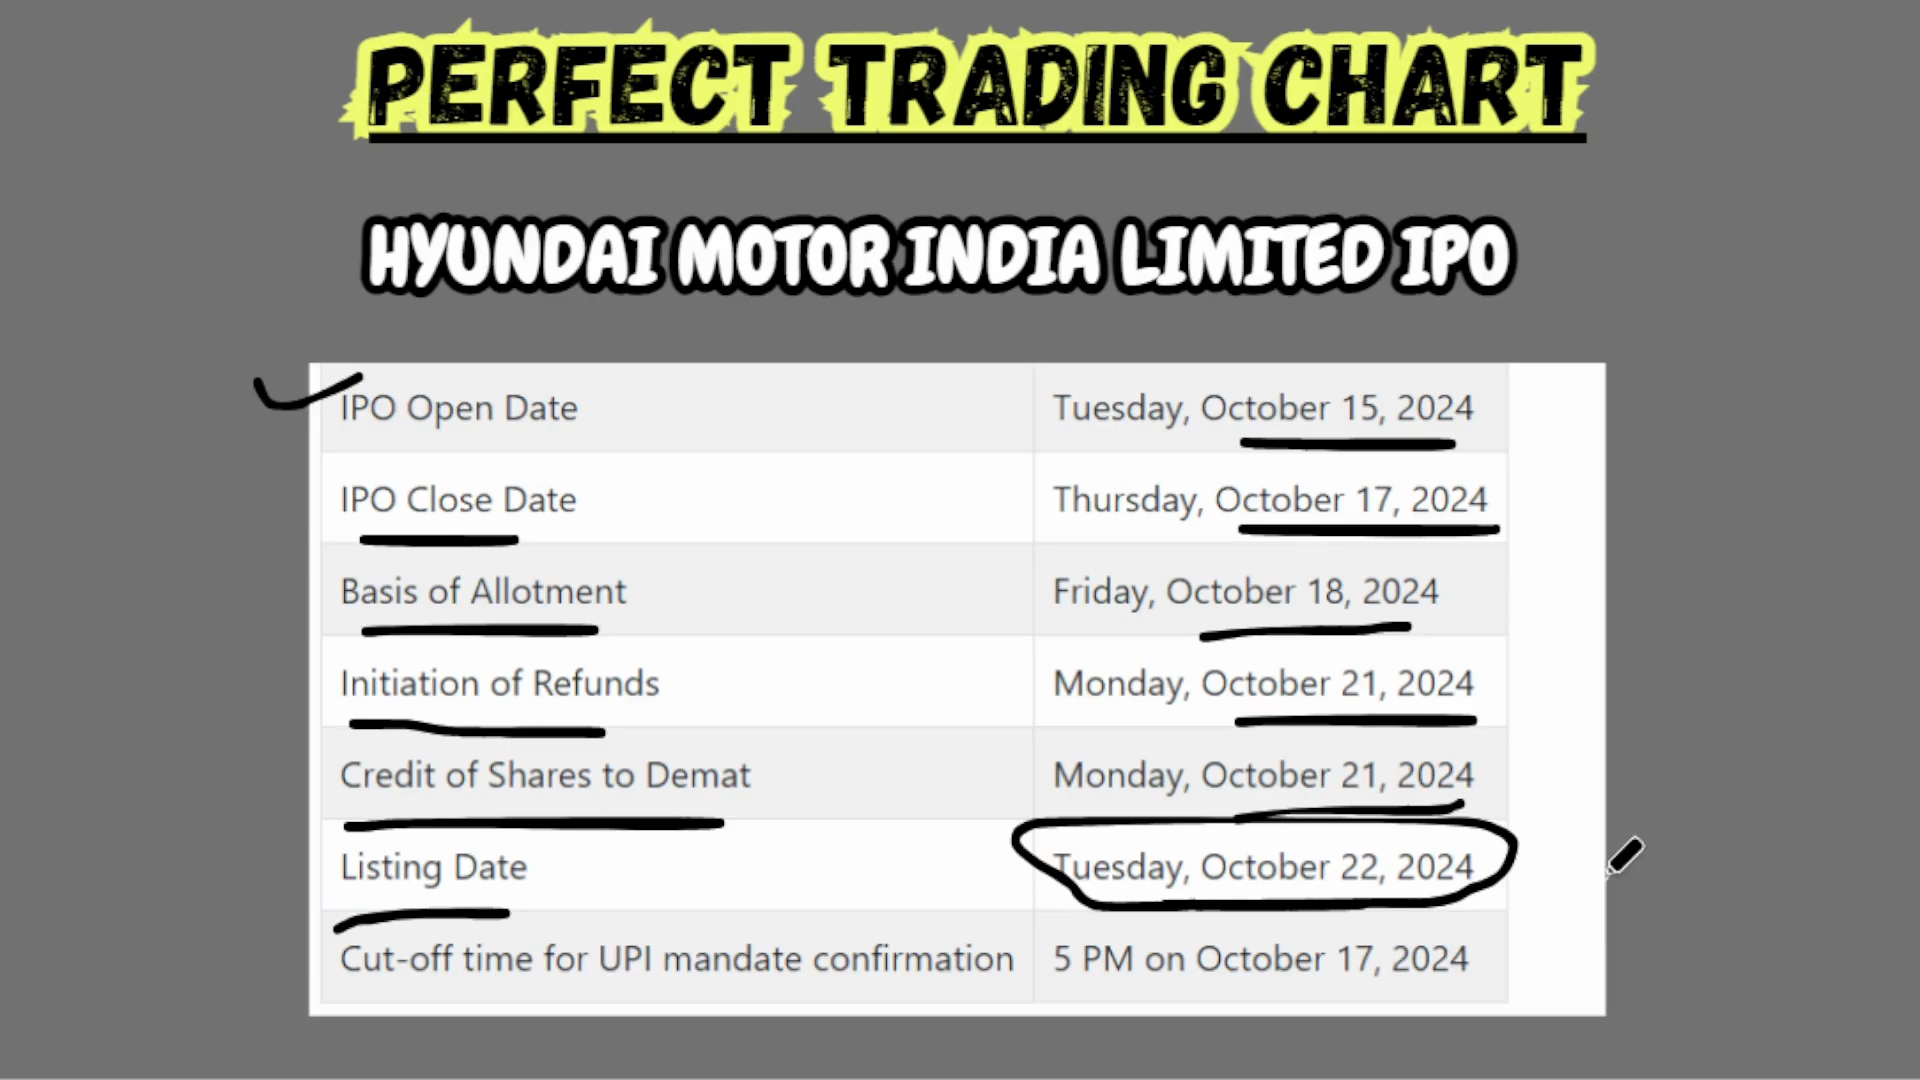 PERFECT TRADING CHART
HYUNDAI MOTOR INDIA LIMITED IPO
IPO Open Date Tuesday, October 15, 2024
IPO Close Date Thursday, October 17, 2024
Basis of Allotment Friday, October 18, 2024
Initiation of Refunds Monday, October 21, 2024
Credit of Shares to Demat Monday, October 21, 2024
Listing Date Tuesday, October 22, 2024
Cut-off time for UPI mandate confirmation 5 PM on October 17, 2024